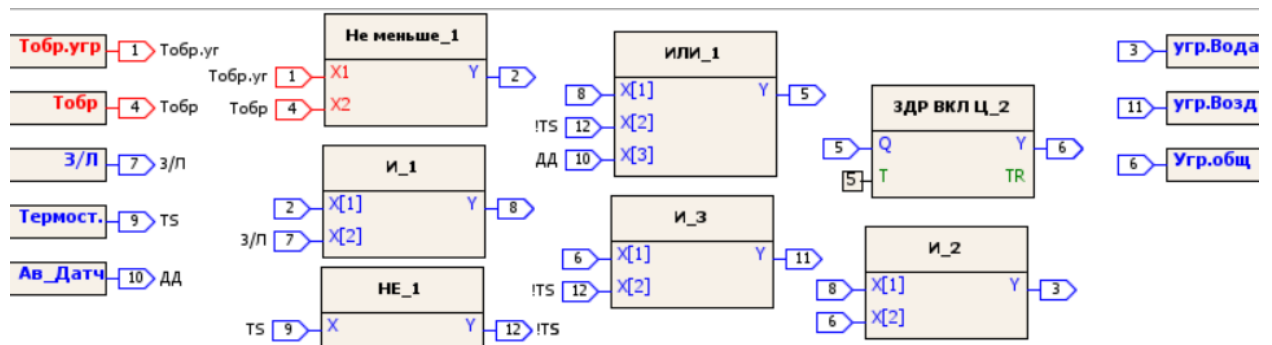 Тобр.угр 1 Тобр.уг
Тобр 4 Тобр
З/Л 7 З/Л
Термост. 9 TS
Ав_Датч 10 ДД
Не меньше_1
Тобр.уг 1 X1 Y 2
Тобр 4 X2
И_1
2 X[1] Y 8
З/Л 7 X[2]
НЕ_1
TS 9 X Y 12 !TS
ИЛИ_1
8 X[1] Y 5
!TS 12 X[2]
ДД 10 X[3]
И_3
6 X[1] Y 11
!TS 12 X[2]
ЗДР ВКЛ Ц_2
5 Q Y 6
5 T TR
И_2
8 X[1] Y 3
6 X[2]
3 угр.Вода
11 угр.Возд
6 Угр.общ